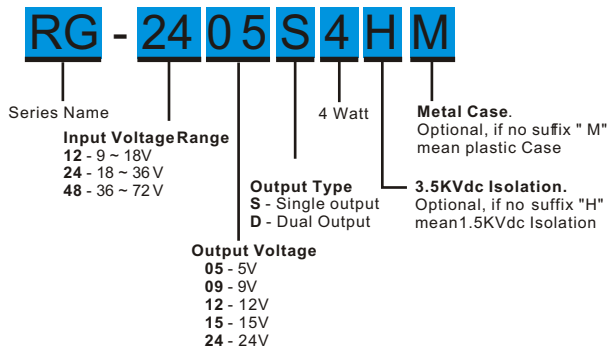 RG - 24 05 S 4 H M
Series Name
Input Voltage Range
12 - 9 ~ 18V
24 - 18 ~ 36 V
48 - 36 ~ 72 V
Output Voltage
05 - 5V
09 - 9V
12 - 12V
15 - 15V
24 - 24V
Output Type
S - Single output
D - Dual Output
4 Watt
3.5KVdc Isolation.
Optional, if no suffix "H"
mean1.5KVdc Isolation
Metal Case.
Optional, if no suffix " M"
mean plastic Case